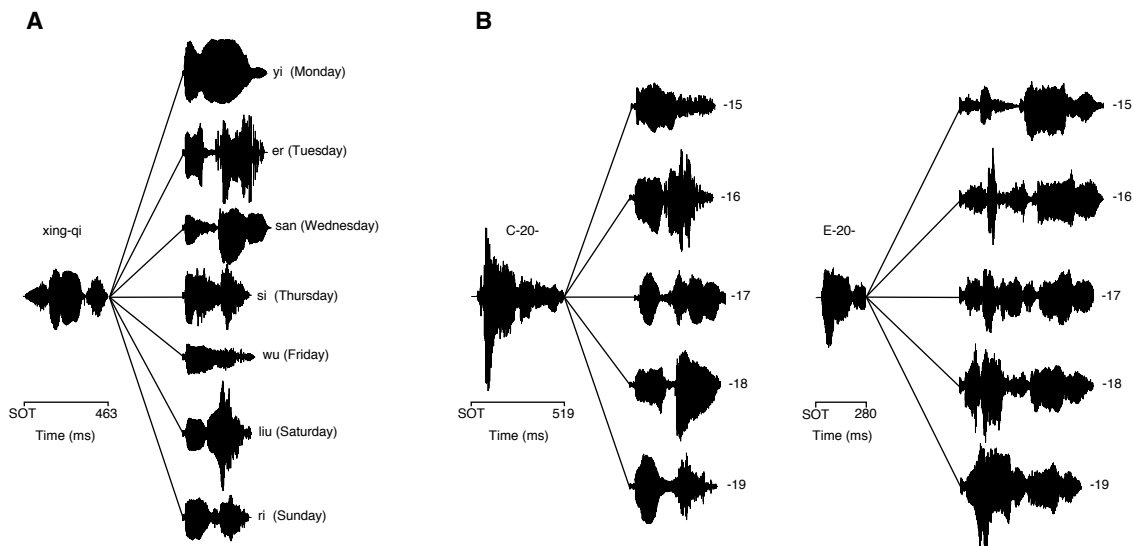 A
yi (Monday)
er (Tuesday)
san (Wednesday)
xing-qi
si (Thursday)
wu (Friday)
SOT 463
Time (ms)
liu (Saturday)
ri (Sunday)
B
C-20-
-15
-16
-17
-18
-19
SOT 519
Time (ms)
E-20-
-15
-16
-17
-18
-19
SOT 280
Time (ms)